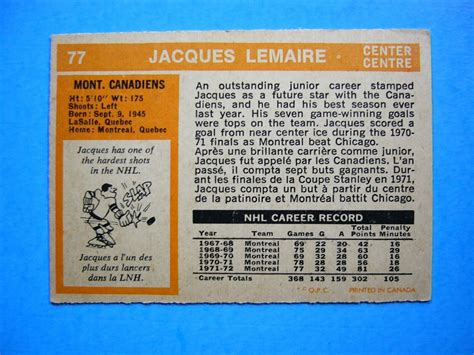 77
JACQUES LEMAIRE
CENTER
CENTRE
MONT. CANADIENS
Ht: 5'10" Wt: 175
Shoots: Left
Born: Sept. 9, 1945
LaSalle, Quebec
Home: Montreal, Quebec
Jacques has one of
the hardest shots
in the NHL.
SLAP
Jacques a l'un des
plus durs lancers
dans la LNH.
An outstanding junior career stamped
Jacques as a future star with the Cana-
diens, and he had his best season ever
last year. His seven game-winning goals
were tops on the team. Jacques scored a
goal from near center ice during the 1970-
71 finals as Montreal beat Chicago.
Après une brillante carrière comme junior,
Jacques fut appelé par les Canadiens. L'an
passé, il compta sept buts gagnants. Dur-
ant les finales de la Coupe Stanley en 1971,
Jacques compta un but à partir du centre
de la patinoire et Montréal battit Chicago.
NHL CAREER RECORD
Year Team Games G A Total Points Penalty Minutes
1967-68 Montreal 69 22 20 42 16
1968-69 Montreal 75 29 34 63 29
1969-70 Montreal 69 32 28 60 16
1970-71 Montreal 78 28 28 56 18
1971-72 Montreal 77 32 49 81 26
Career Totals 368 143 159 302 105
O.P.C. PRINTED IN CANADA